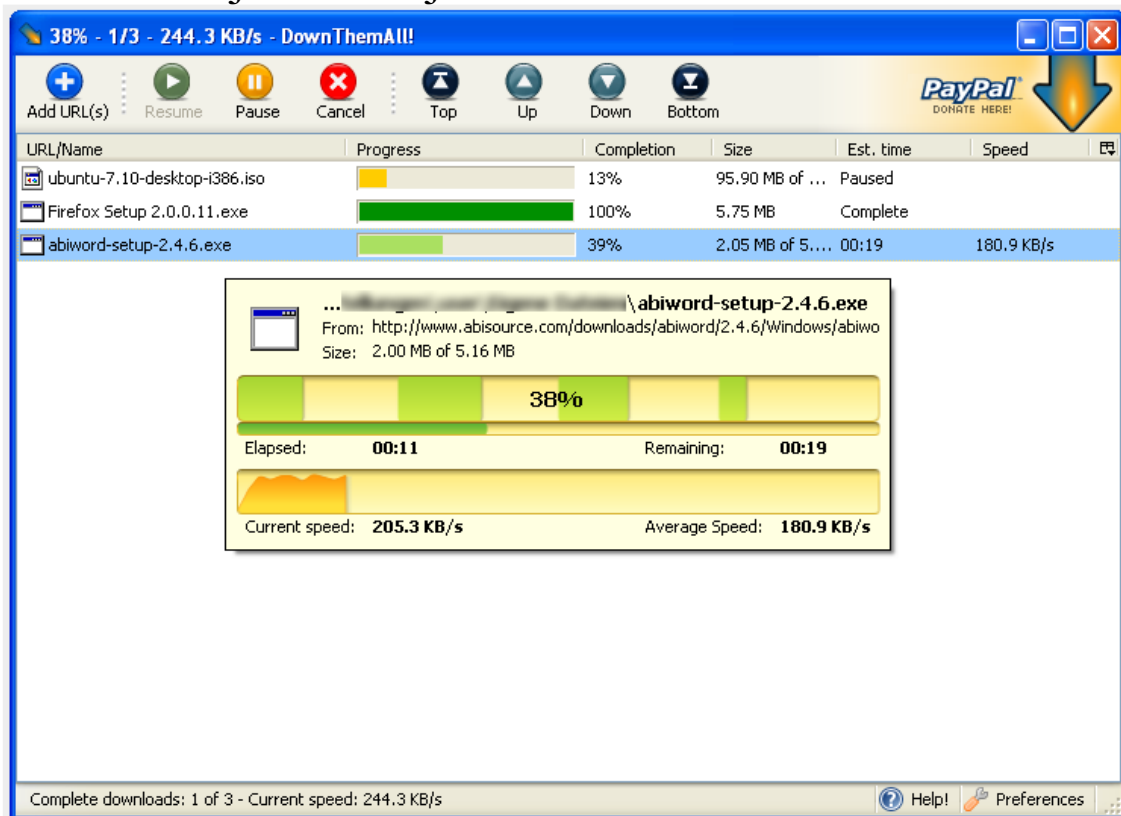 38% - 1/3 - 244.3 KB/s - DownThemAll!
Add URL(s) Resume Pause Cancel Top Up Down Bottom
PayPal
DONATE HERE!
URL/Name Progress Completion Size Est. time Speed
ubuntu-7.10-desktop-i386.iso 13% 95.90 MB of ... Paused
Firefox Setup 2.0.0.11.exe 100% 5.75 MB Complete
abiword-setup-2.4.6.exe 39% 2.05 MB of 5.... 00:19 180.9 KB/s
... \abiword-setup-2.4.6.exe
From: http://www.abisource.com/downloads/abiword/2.4.6/Windows/abiwo
Size: 2.00 MB of 5.16 MB
38%
Elapsed: 00:11 Remaining: 00:19
Current speed: 205.3 KB/s Average Speed: 180.9 KB/s
Complete downloads: 1 of 3 - Current speed: 244.3 KB/s Help! Preferences